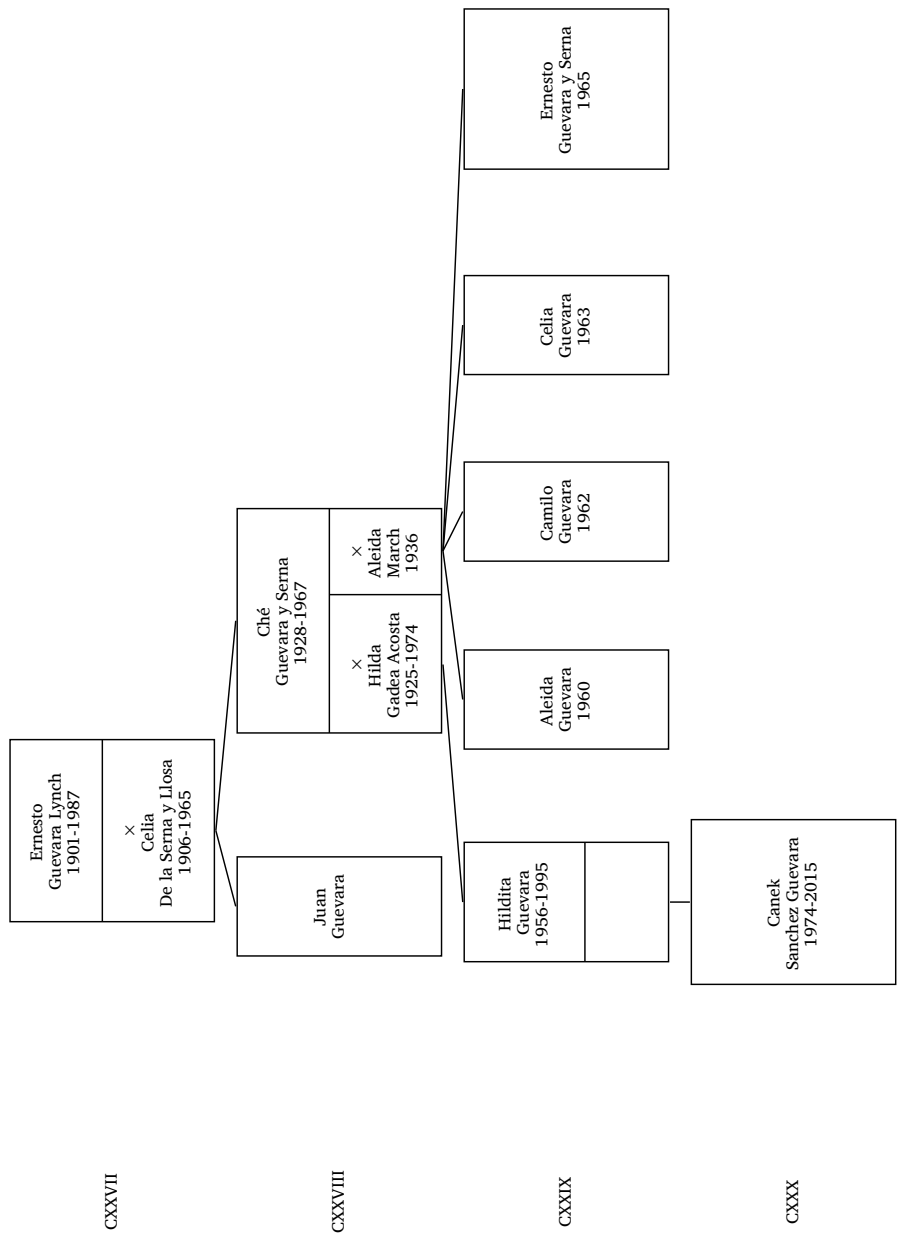 CXXVII
Ernesto
Guevara Lynch
1901-1987
×
Celia
De la Serna y Llosa
1906-1965
CXXVIII
Juan
Guevara
Ché
Guevara y Serna
1928-1967
×
Hilda
Gadea Acosta
1925-1974
×
Aleida
March
1936
CXXIX
Hildita
Guevara
1956-1995
Aleida
Guevara
1960
Camilo
Guevara
1962
Celia
Guevara
1963
Ernesto
Guevara y Serna
1965
CXXX
Canek
Sanchez Guevara
1974-2015